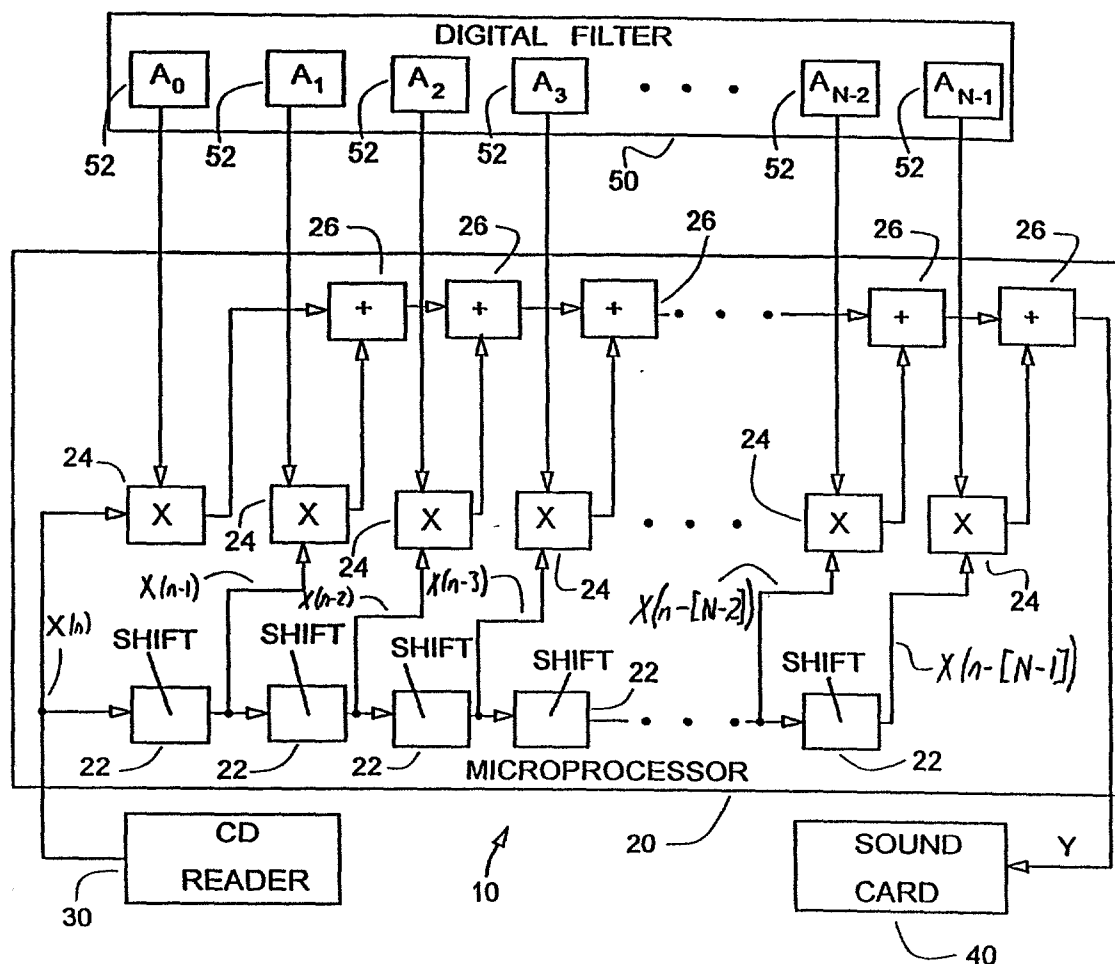 DIGITAL FILTER
A0 A1 A2 A3 • • • AN-2 AN-1
52 52 52 52 50 52 52
26 26 26 26 26
+ + + • • • + +
24 24 24 24 24 24
X X X X • • • X X
X(n) X(n-1) X(n-2) X(n-3) X(n-[N-2]) X(n-[N-1])
SHIFT SHIFT SHIFT SHIFT 22 • • • SHIFT
22 22 22 22
MICROPROCESSOR
CD
READER
30
10
20
SOUND
CARD
40
Y